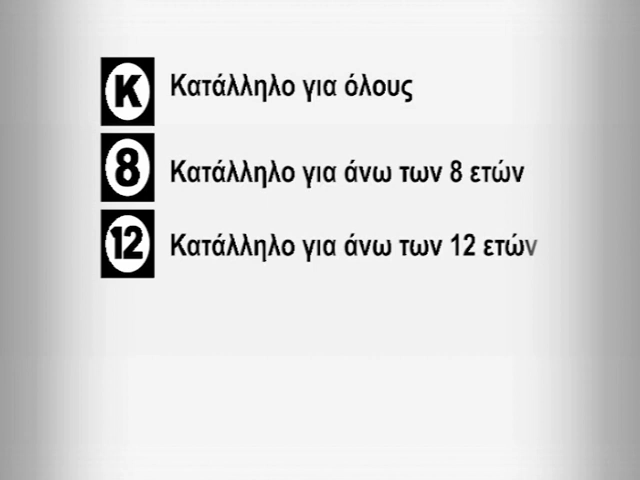 K Κατάλληλο για όλους
8 Κατάλληλο για άνω των 8 ετών
12 Κατάλληλο για άνω των 12 ετών